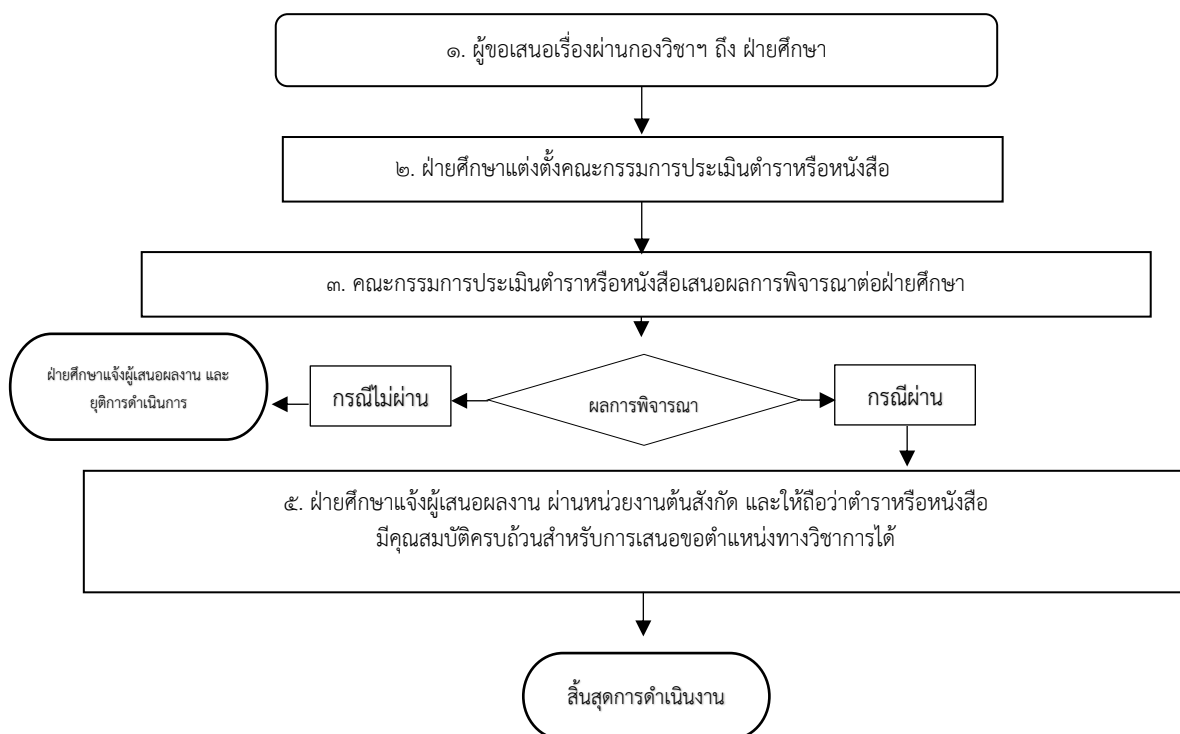 ๑. ผู้ขอเสนอเรื่องผ่านกองวิชาฯ ถึง ฝ่ายศึกษา
๒. ฝ่ายศึกษาแต่งตั้งคณะกรรมการประเมินตำราหรือหนังสือ
๓. คณะกรรมการประเมินตำราหรือหนังสือเสนอผลการพิจารณาต่อฝ่ายศึกษา
ฝ่ายศึกษาแจ้งผู้เสนอผลงาน และ
ยุติการดำเนินการ
กรณีไม่ผ่าน
ผลการพิจารณา
กรณีผ่าน
๕. ฝ่ายศึกษาแจ้งผู้เสนอผลงาน ผ่านหน่วยงานต้นสังกัด และให้ถือว่าตำราหรือหนังสือ
มีคุณสมบัติครบถ้วนสำหรับการเสนอขอตำแหน่งทางวิชาการได้
สิ้นสุดการดำเนินงาน